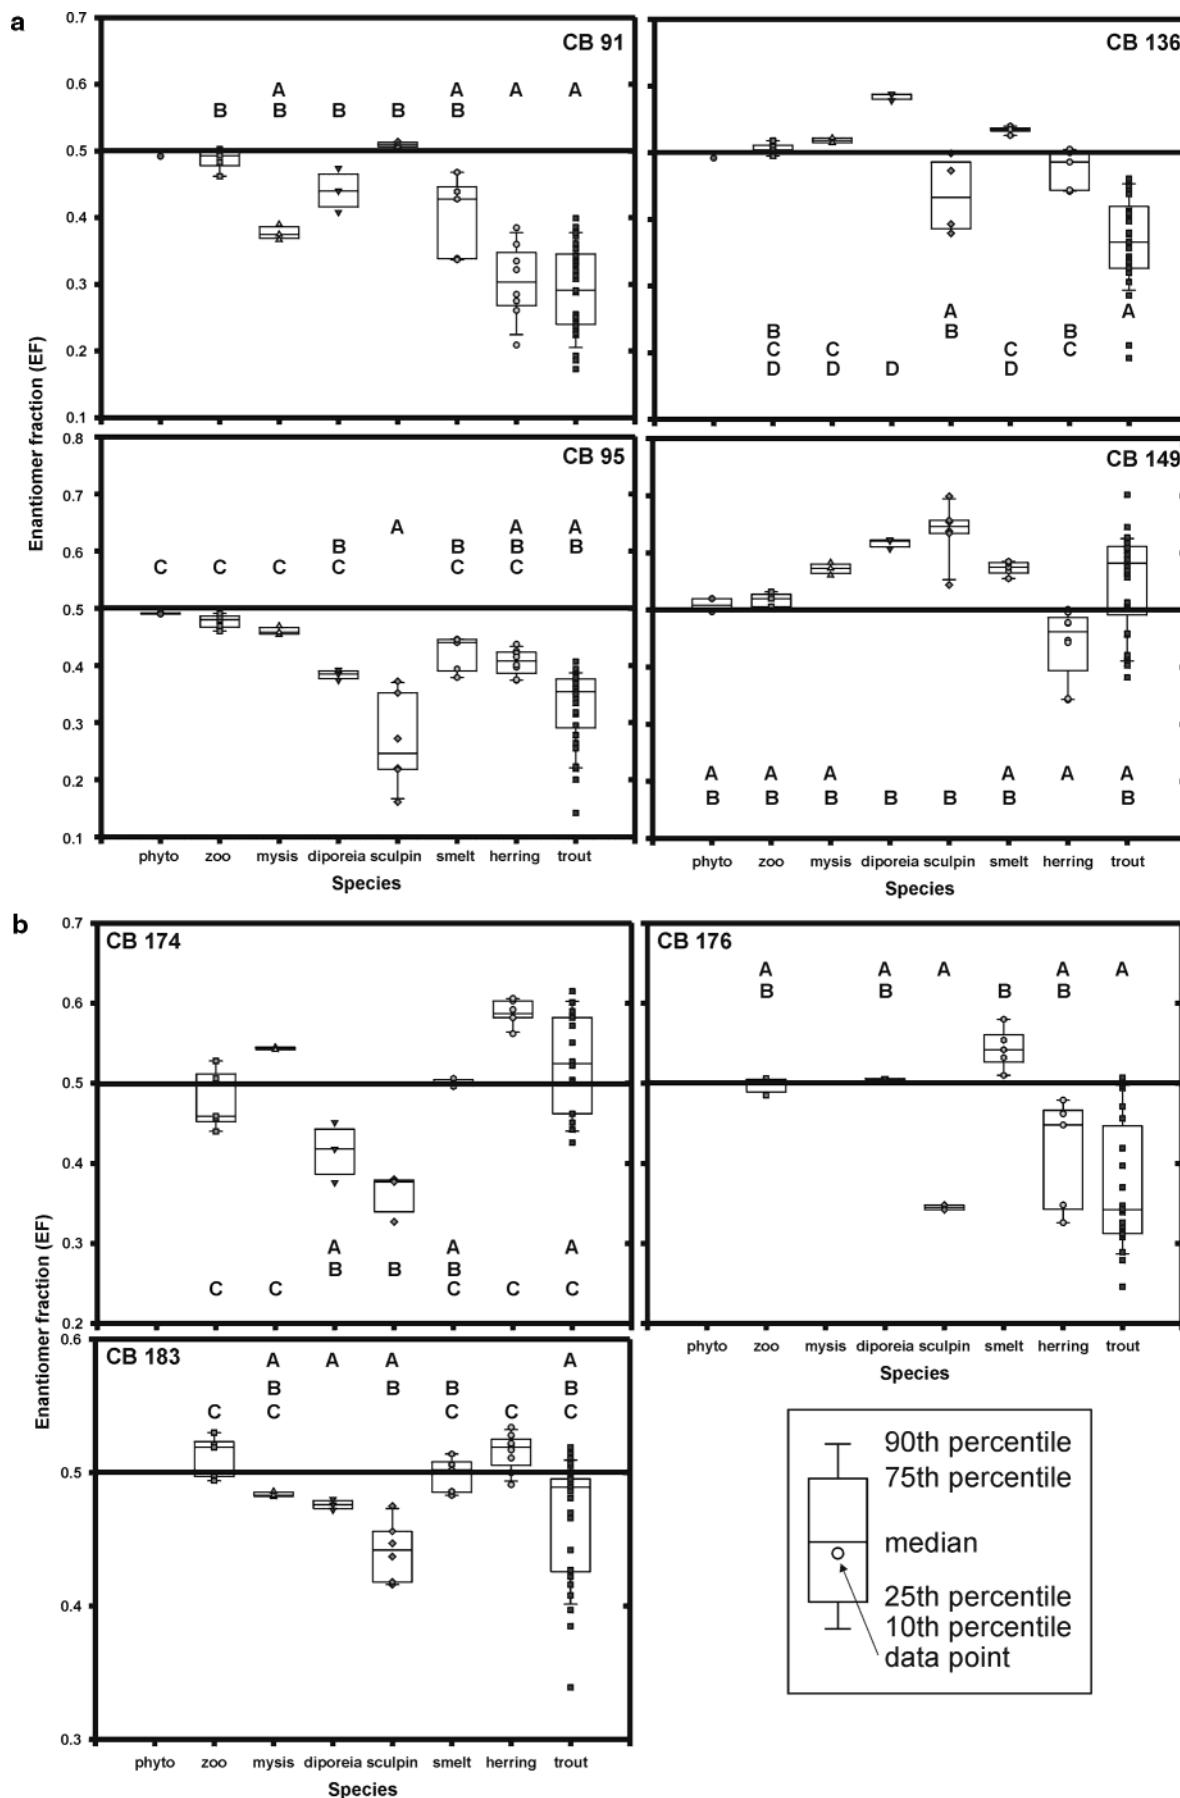 a
CB 91
CB 136
0.7
0.6
0.5
0.4
0.3
0.2
0.1
A A A A
B B B B B
A A
B B B
C C C C
D D D D
Enantiomer fraction (EF)
CB 95
CB 149
0.8
0.7
0.6
0.5
0.4
0.3
0.2
0.1
A A A
B B B B
C C C C C C
A A A A A A
B B B B B B B
phyto zoo mysis diporeia sculpin smelt herring trout
Species
phyto zoo mysis diporeia sculpin smelt herring trout
Species
b
CB 174
CB 176
0.7
0.6
0.5
0.4
0.3
0.2
A A A
B B B
C C C C C
A A A A A
B B B B
phyto zoo mysis diporeia sculpin smelt herring trout
Species
Enantiomer fraction (EF)
CB 183
0.6
0.5
0.4
0.3
A A A A
B B B B
C C C C C
phyto zoo mysis diporeia sculpin smelt herring trout
Species
90th percentile
75th percentile
median
25th percentile
10th percentile
data point